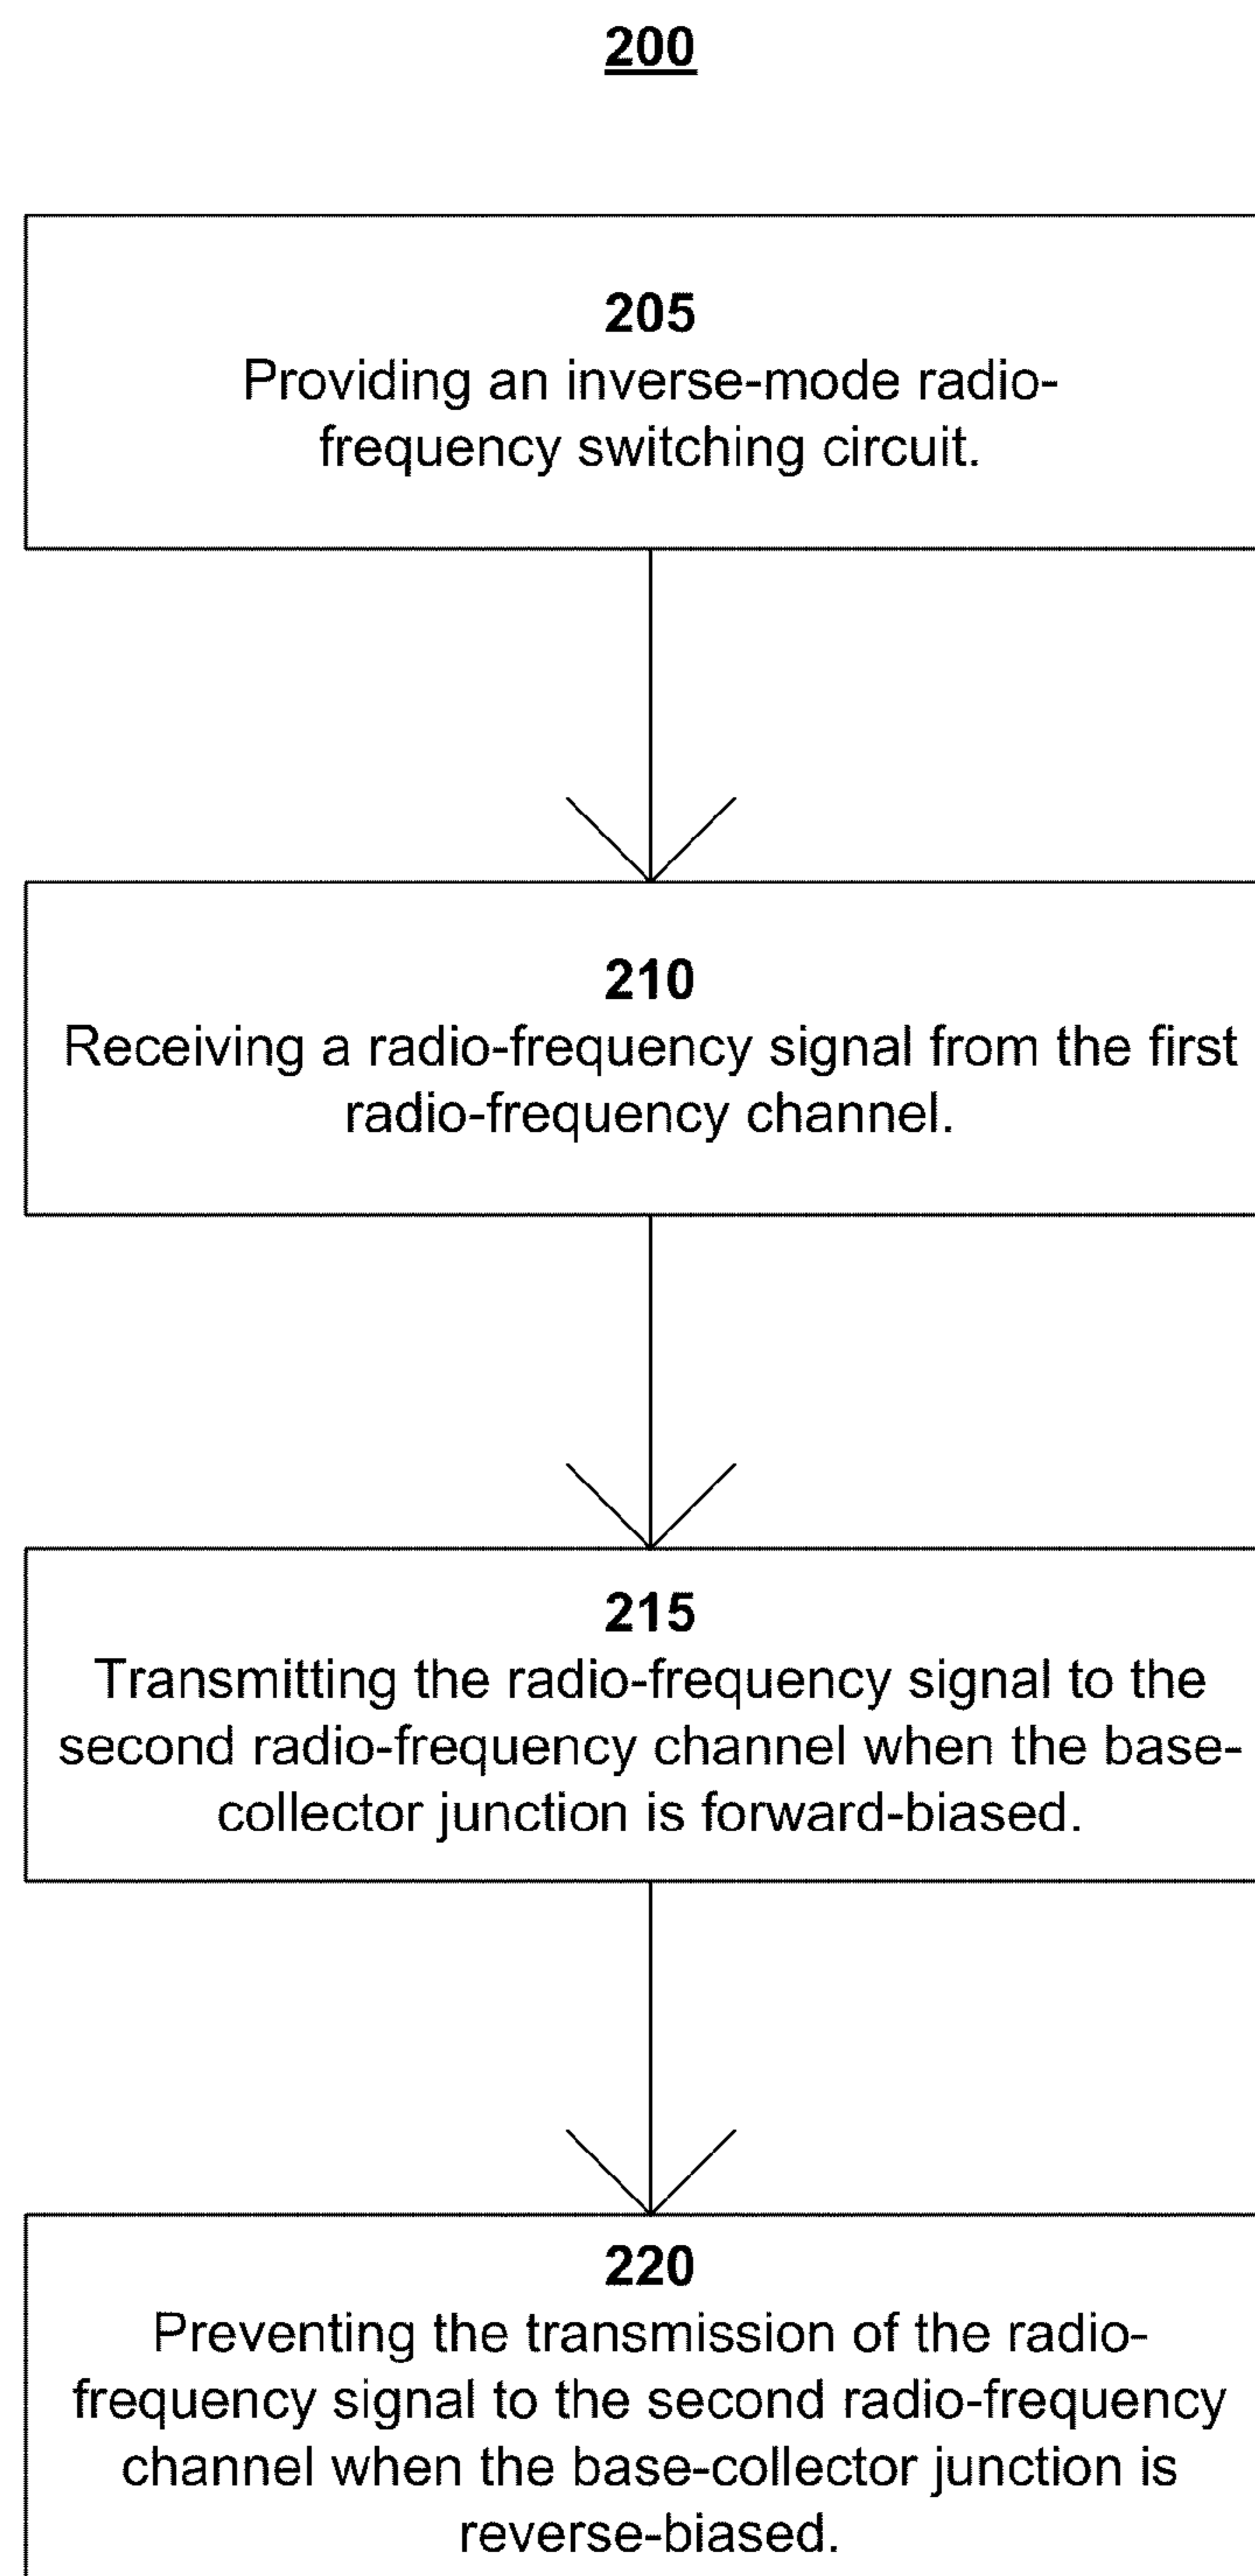 200
205
Providing an inverse-mode radio-
frequency switching circuit.
210
Receiving a radio-frequency signal from the first
radio-frequency channel.
215
Transmitting the radio-frequency signal to the
second radio-frequency channel when the base-
collector junction is forward-biased.
220
Preventing the transmission of the radio-
frequency signal to the second radio-frequency
channel when the base-collector junction is
reverse-biased.